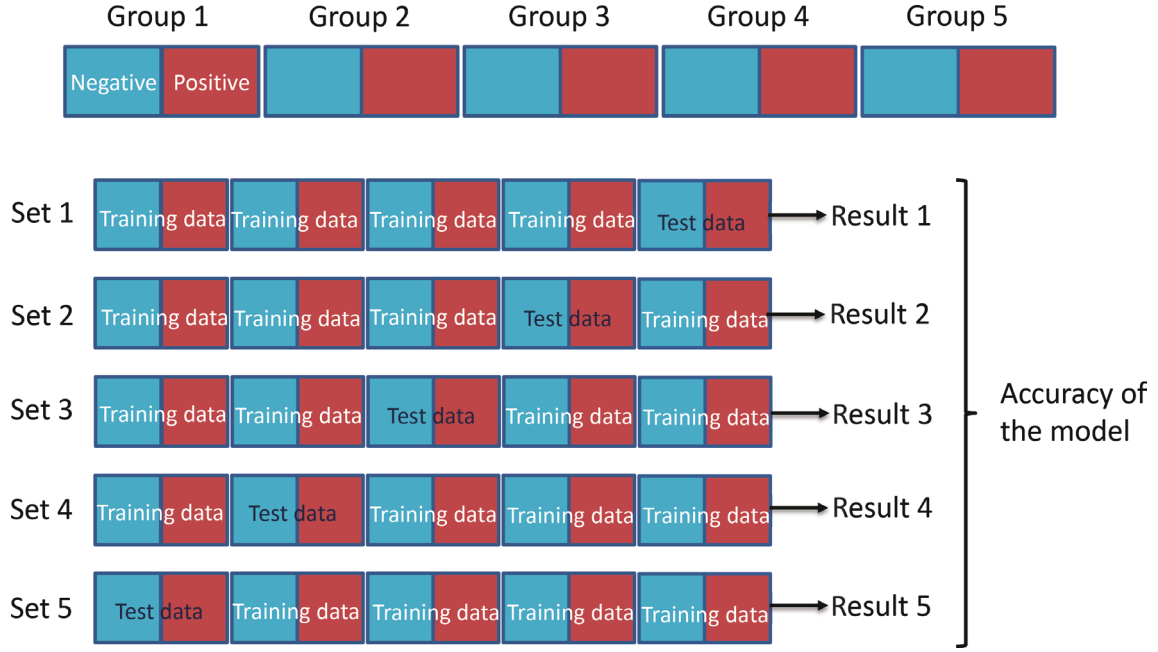 Group 1 Group 2 Group 3 Group 4 Group 5
Negative Positive
Set 1 Training data Training data Training data Training data Test data Result 1
Set 2 Training data Training data Training data Test data Training data Result 2
Set 3 Training data Training data Test data Training data Training data Result 3
Accuracy of
the model
Set 4 Training data Test data Training data Training data Training data Result 4
Set 5 Test data Training data Training data Training data Training data Result 5